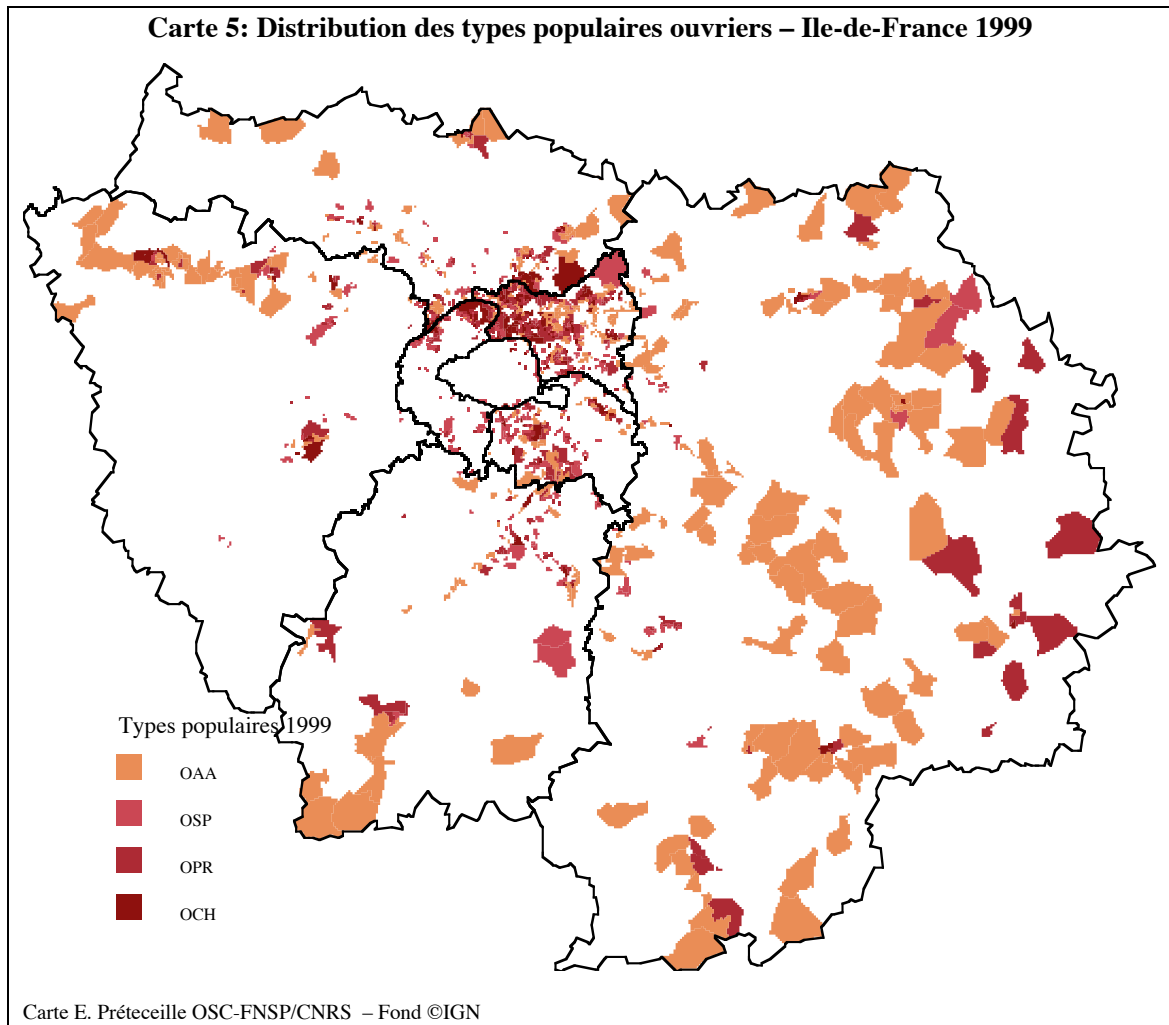 Carte 5: Distribution des types populaires ouvriers – Ile-de-France 1999
Types populaires 1999
OAA
OSP
OPR
OCH
Carte E. Préteceille OSC-FNSP/CNRS – Fond ©IGN